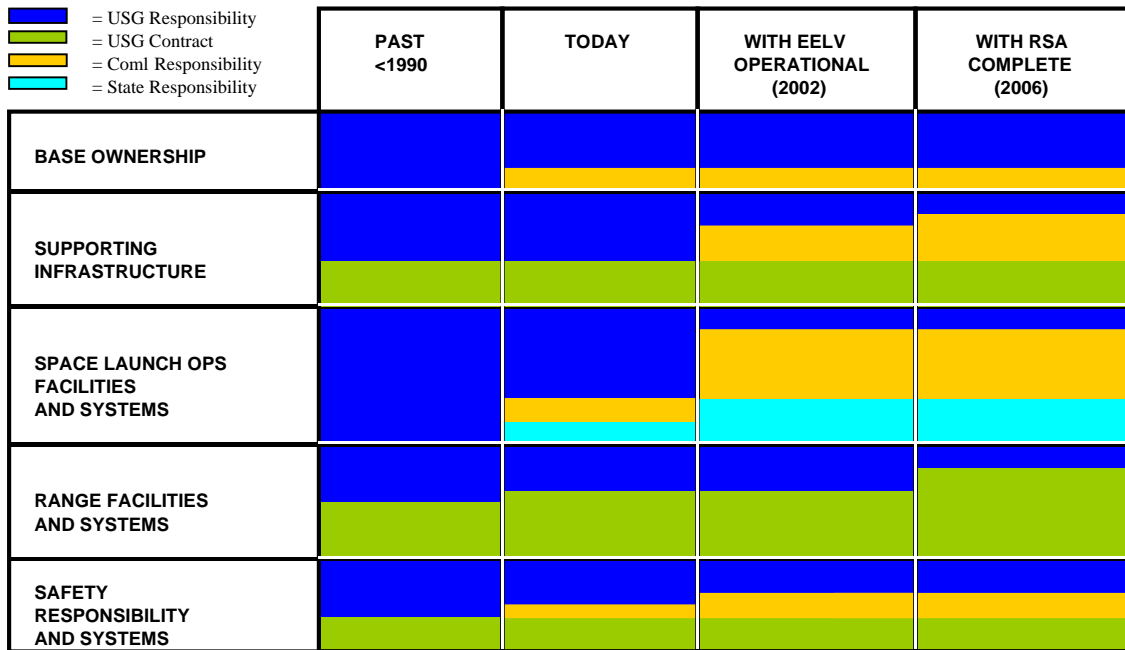 = USG Responsibility
= USG Contract
= Coml Responsibility
= State Responsibility
PAST
<1990
TODAY
WITH EELV
OPERATIONAL
(2002)
WITH RSA
COMPLETE
(2006)
BASE OWNERSHIP
SUPPORTING
INFRASTRUCTURE
SPACE LAUNCH OPS
FACILITIES
AND SYSTEMS
RANGE FACILITIES
AND SYSTEMS
SAFETY
RESPONSIBILITY
AND SYSTEMS